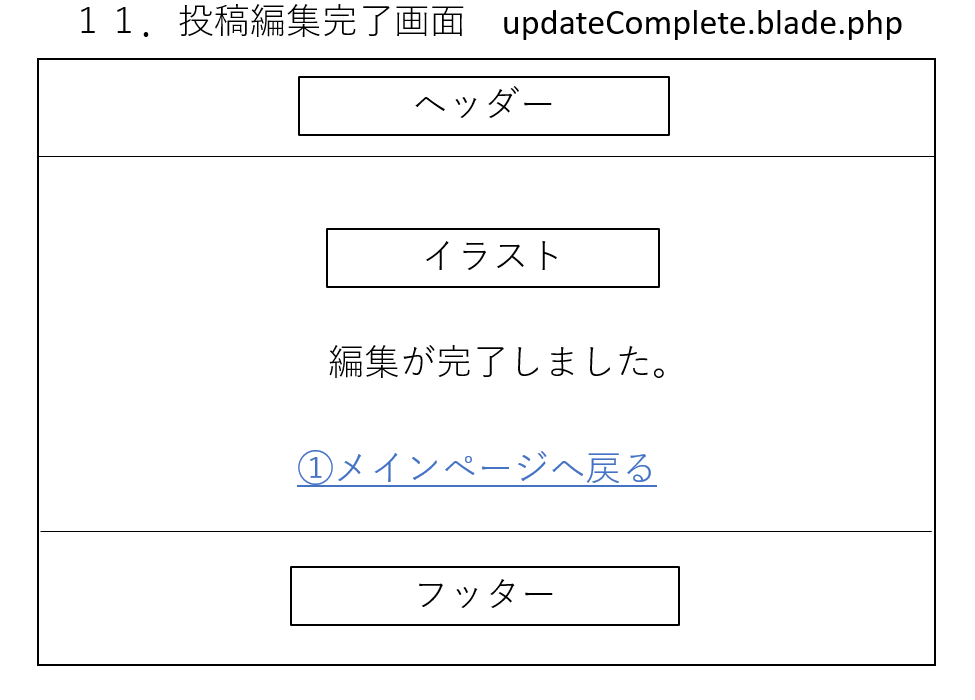 １１．投稿編集完了画面　updateComplete.blade.php
ヘッダー
イラスト
編集が完了しました。
①メインページへ戻る
フッター